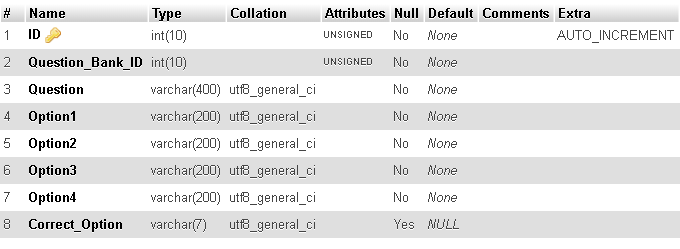 # Name Type Collation Attributes Null Default Comments Extra
1 ID int(10) UNSIGNED No None AUTO_INCREMENT
2 Question_Bank_ID int(10) UNSIGNED No None
3 Question varchar(400) utf8_general_ci No None
4 Option1 varchar(200) utf8_general_ci No None
5 Option2 varchar(200) utf8_general_ci No None
6 Option3 varchar(200) utf8_general_ci No None
7 Option4 varchar(200) utf8_general_ci No None
8 Correct_Option varchar(7) utf8_general_ci Yes NULL